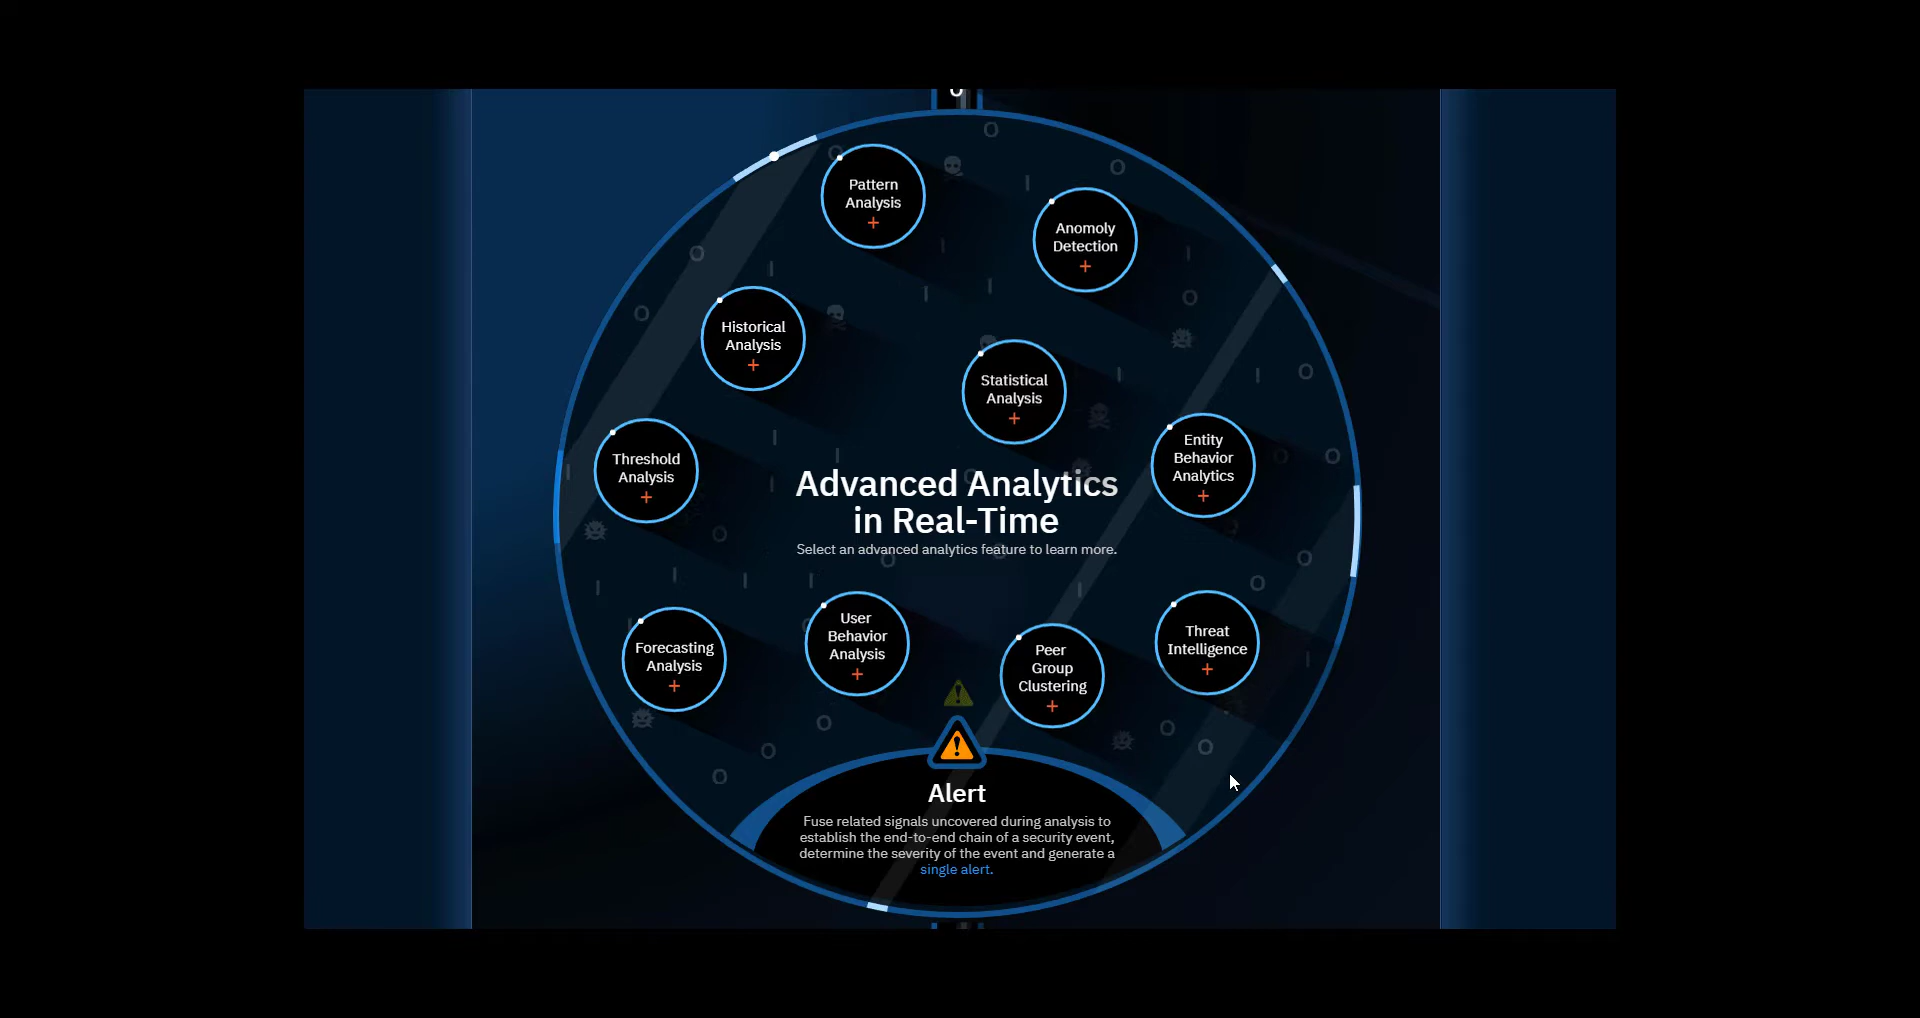 Pattern
Analysis
+
Anomoly
Detection
+
Historical
Analysis
+
Statistical
Analysis
+
Threshold
Analysis
+
Entity
Behavior
Analytics
+
Advanced Analytics
in Real-Time
Select an advanced analytics feature to learn more.
Forecasting
Analysis
+
User
Behavior
Analysis
+
Peer
Group
Clustering
+
Threat
Intelligence
+
Alert
Fuse related signals uncovered during analysis to
establish the end-to-end chain of a security event,
determine the severity of the event and generate a
single alert.